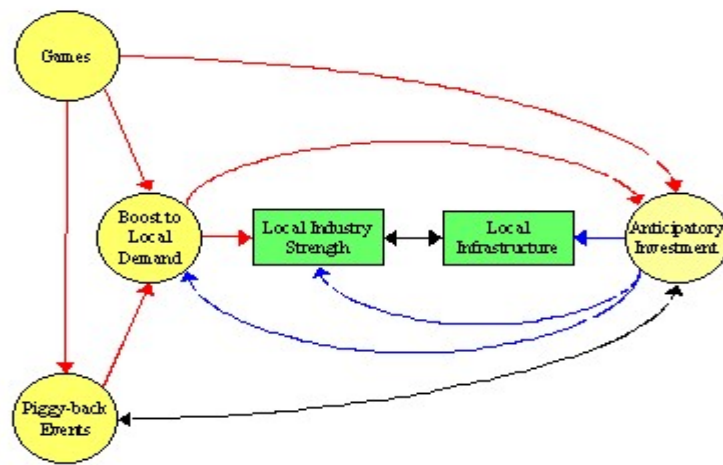 Games
Boost to
Local
Demand
Local Industry
Strength
Local
Infrastructure
Anticipatory
Investment
Piggy-back
Events